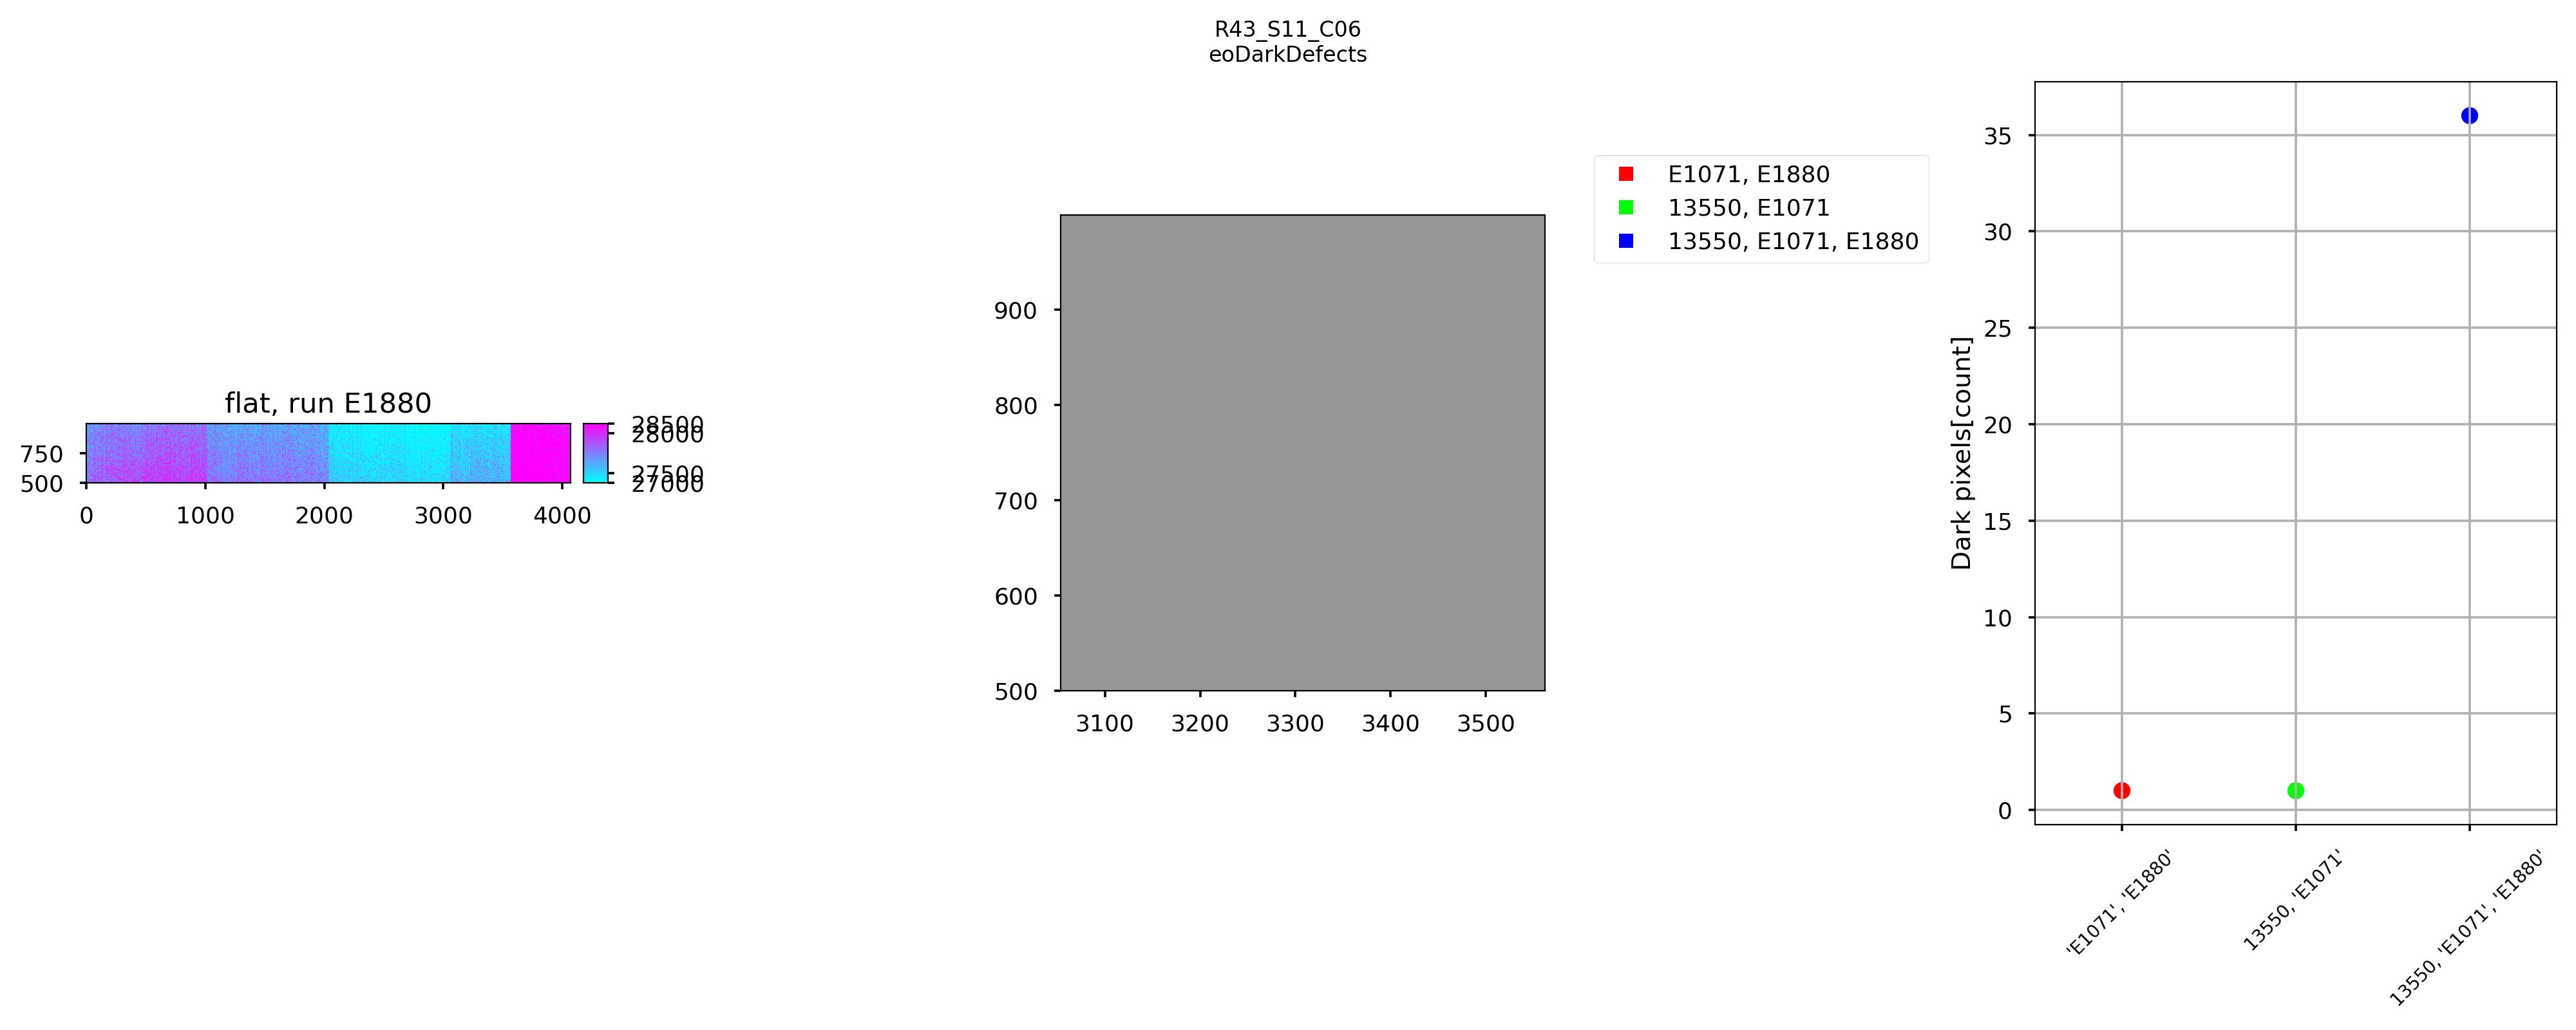 R43_S11_C06
eoDarkDefects
flat, run E1880
750
500
0 1000 2000 3000 4000
28500
28000
27500
27000
900
800
700
600
500
3100 3200 3300 3400 3500
E1071, E1880
13550, E1071
13550, E1071, E1880
Dark pixels[count]
35
30
25
20
15
10
5
0
'E1071', 'E1880'
13550, 'E1071'
13550, 'E1071', 'E1880'